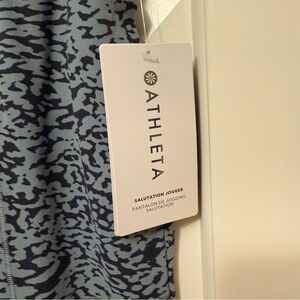 ATHLETA
SALUTATION JOGGER
PANTALON DE JOGGING
SALUTATION